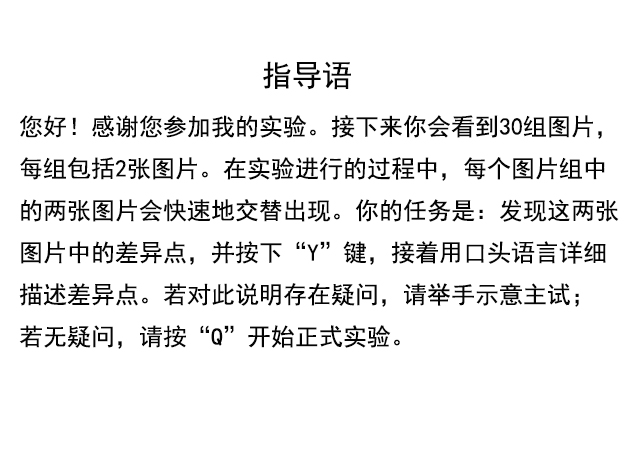 指导语
您好！感谢您参加我的实验。接下来你会看到30组图片，
每组包括2张图片。在实验进行的过程中，每个图片组中
的两张图片会快速地交替出现。你的任务是：发现这两张
图片中的差异点，并按下“Y”键，接着用口头语言详细
描述差异点。若对此说明存在疑问，请举手示意主试；
若无疑问，请按“Q”开始正式实验。